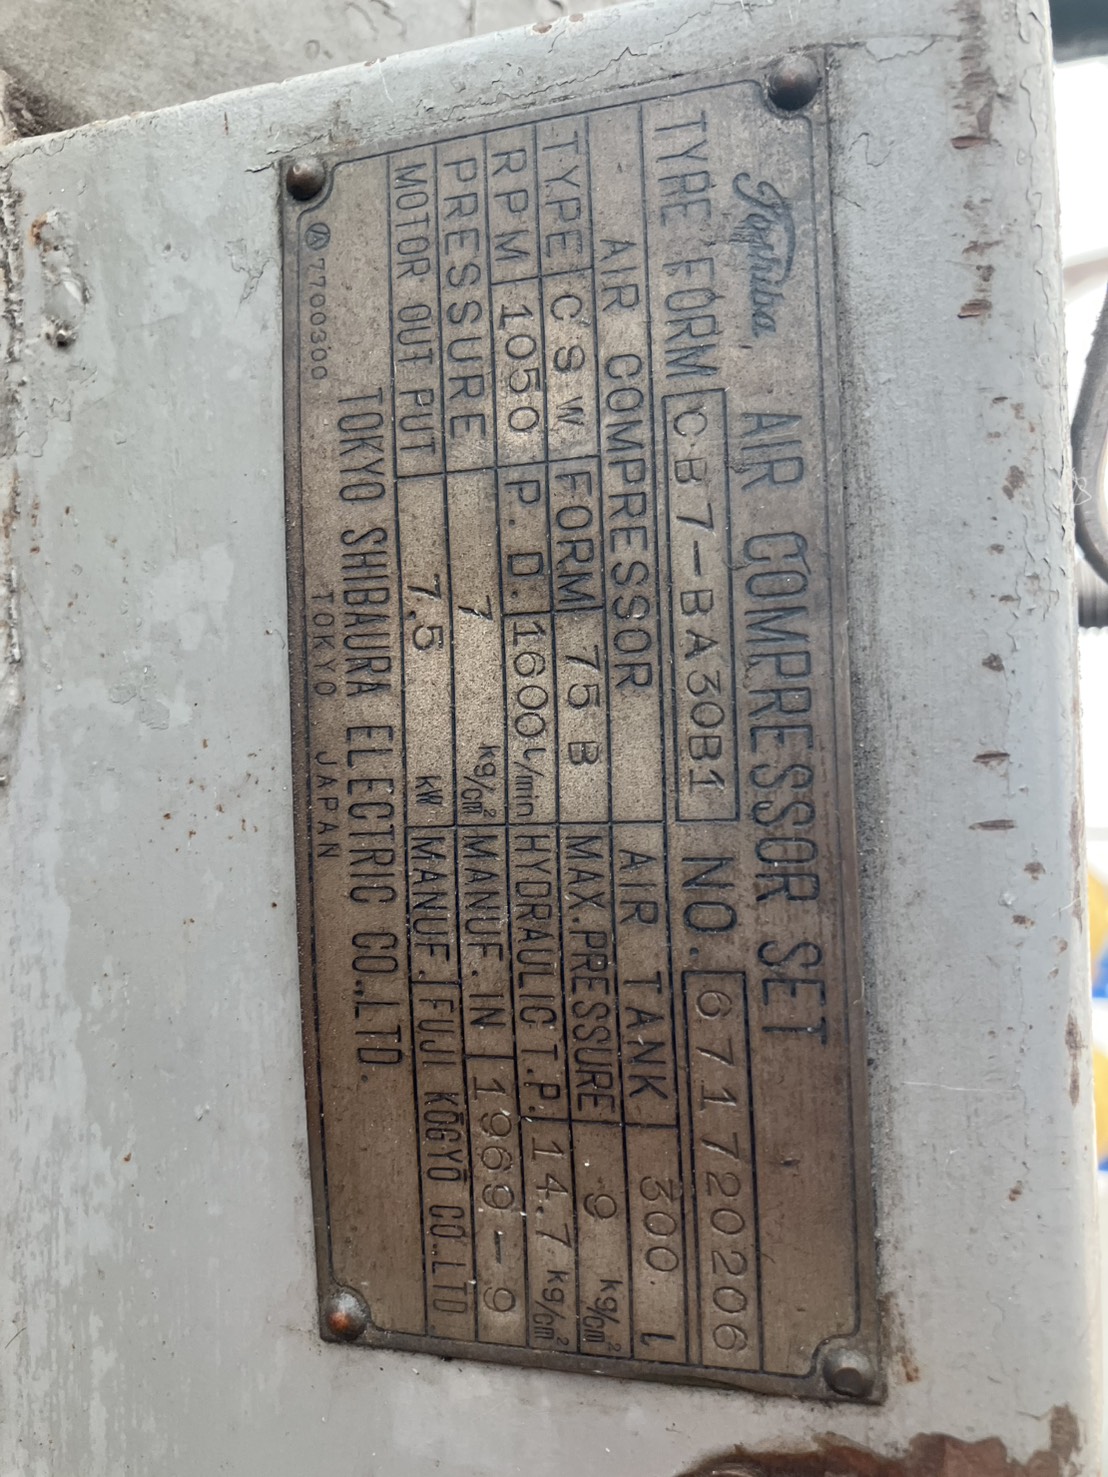 Toshiba AIR COMPRESSOR SET
TYPE FORM CB7-BA30B1 NO. 671720206
AIR COMPRESSOR AIR TANK 300 L
TYPE CSW FORM 75B MAX. PRESSURE 9 kg/cm²
RPM 1050 P. D. 1600 l/min HYDRAULIC T. P. 14.7 kg/cm²
PRESSURE 7 kg/cm² MANUF. IN 1969-9
MOTOR OUT PUT 7.5 kW MANUF. FUJI KŌGYŌ CO.,LTD.
TOKYO SHIBAURA ELECTRIC CO.,LTD.
7700300 TOKYO JAPAN